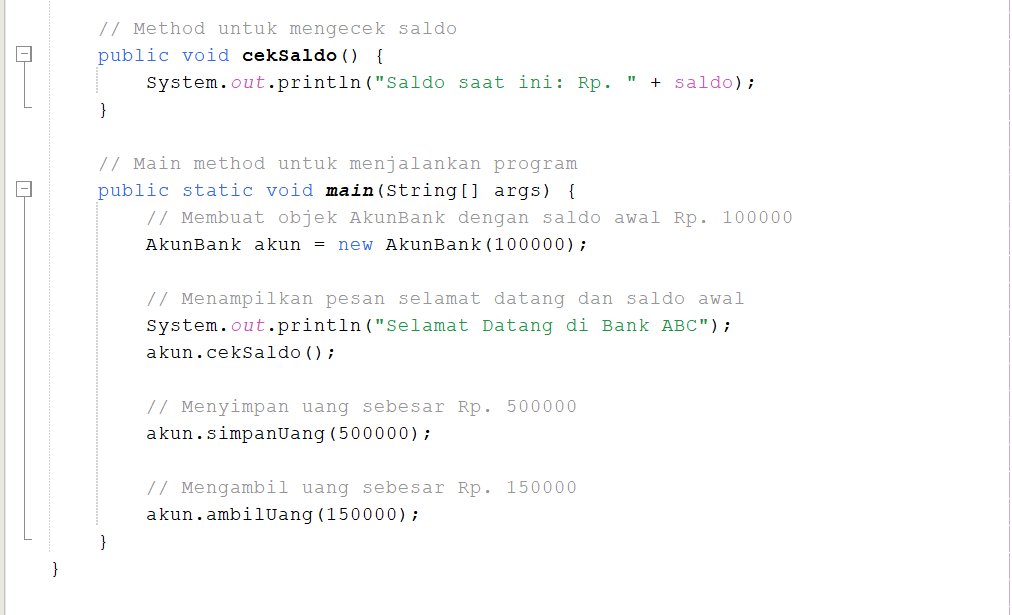 // Method untuk mengecek saldo
public void cekSaldo() {
System.out.println("Saldo saat ini: Rp. " + saldo);
}
// Main method untuk menjalankan program
public static void main(String[] args) {
// Membuat objek AkunBank dengan saldo awal Rp. 100000
AkunBank akun = new AkunBank(100000);
// Menampilkan pesan selamat datang dan saldo awal
System.out.println("Selamat Datang di Bank ABC");
akun.cekSaldo();
// Menyimpan uang sebesar Rp. 500000
akun.simpanUang(500000);
// Mengambil uang sebesar Rp. 150000
akun.ambilUang(150000);
}
}